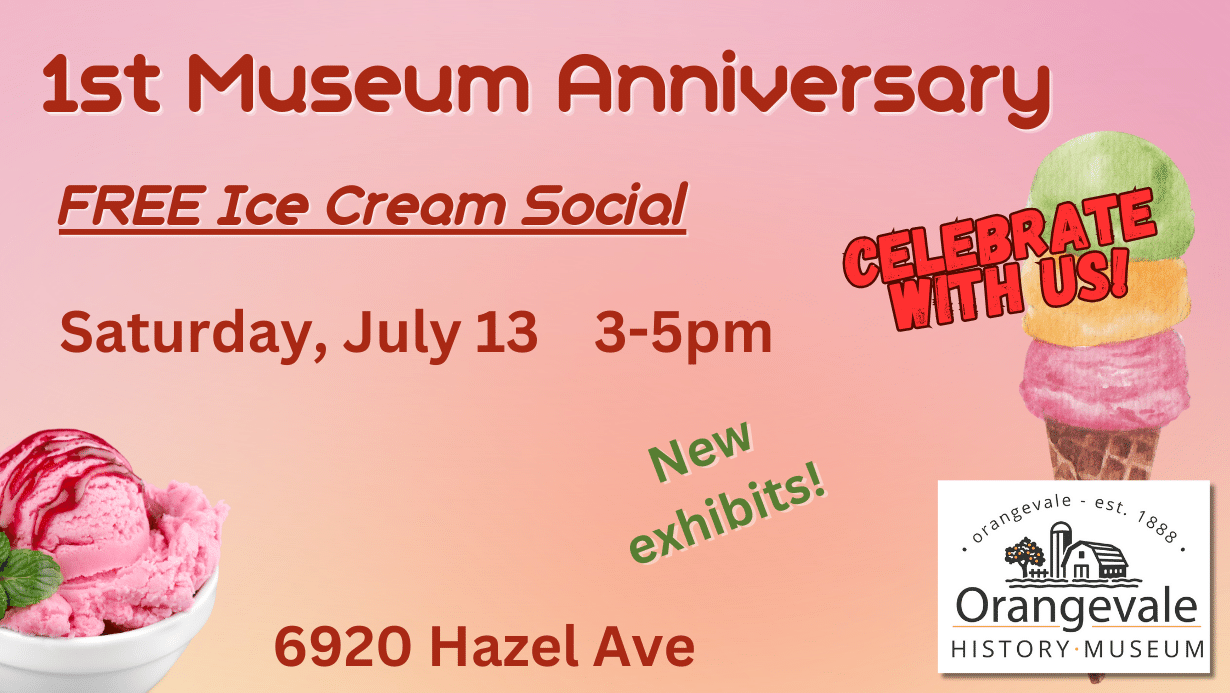 1st Museum Anniversary
FREE Ice Cream Social
CELEBRATE
WITH US!
Saturday, July 13 3-5pm
New
exhibits!
orangevale - est. 1888
Orangevale
HISTORY·MUSEUM
6920 Hazel Ave